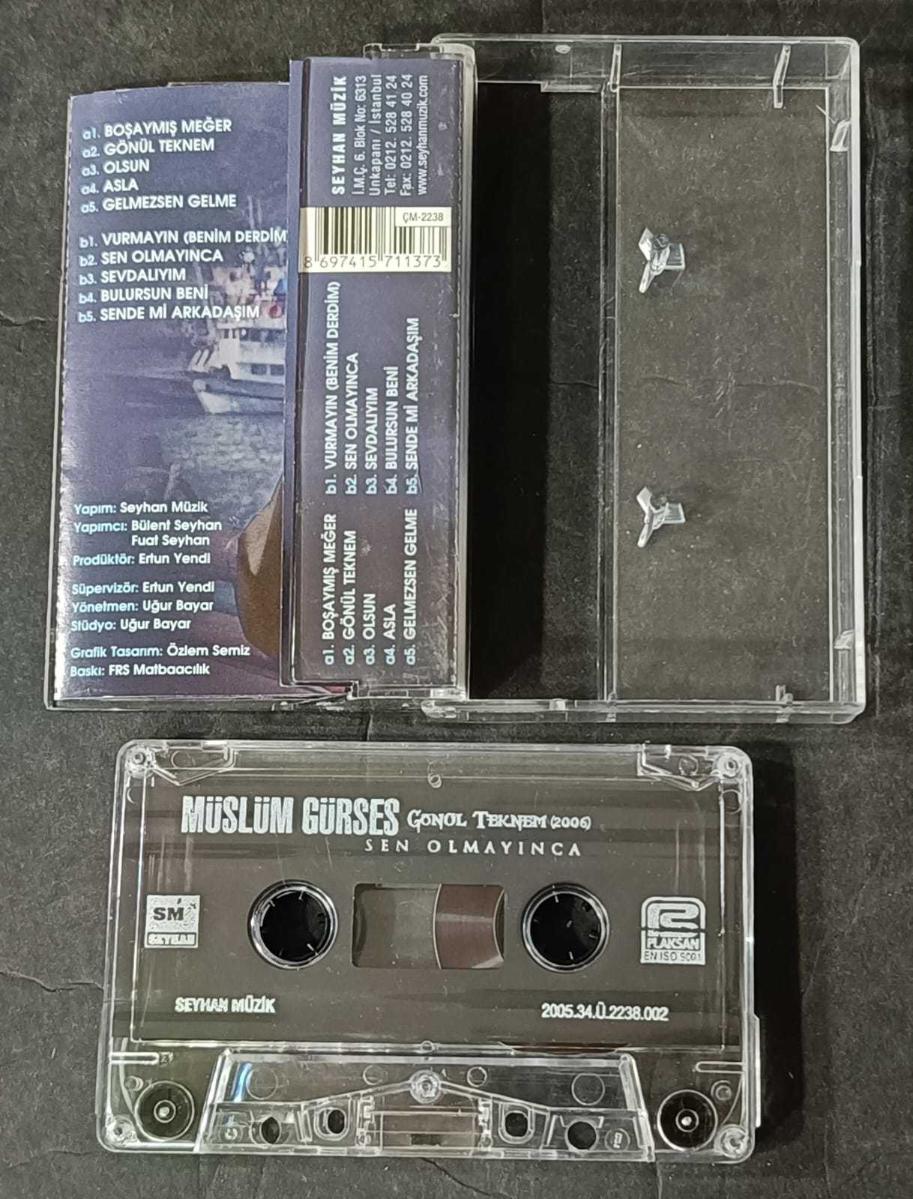 a1. BOŞAYMIŞ MEĞER
a2. GÖNÜL TEKNEM
a3. OLSUN
a4. ASLA
a5. GELMEZSEN GELME
b1. VURMAYIN (BENİM DERDİM
b2. SEN OLMAYINCA
b3. SEVDALIYIM
b4. BULURSUN BENİ
b5. SENDE Mİ ARKADAŞIM
Yapım: Seyhan Müzik
Yapımcı: Bülent Seyhan
Fuat Seyhan
Prodüktör: Ertun Yendi
Süpervizör: Ertun Yendi
Yönetmen: Uğur Bayar
Stüdyo: Uğur Bayar
Grafik Tasarım: Özlem Semiz
Baskı: FRS Matbaacılık
SEYHAN MÜZİK
İ.M.Ç. 6. Blok No: 6313
Unkapanı / İstanbul
Tel: 0212. 528 41 24
Fax: 0212. 528 40 24
www.seyhanmuzik.com
ÇM-2238
8 697415 711373
a1. BOŞAYMIŞ MEĞER
a2. GÖNÜL TEKNEM
a3. OLSUN
a4. ASLA
a5. GELMEZSEN GELME
b1. VURMAYIN (BENİM DERDİM)
b2. SEN OLMAYINCA
b3. SEVDALIYIM
b4. BULURSUN BENİ
b5. SENDE Mİ ARKADAŞIM
MÜSLÜM GÜRSES GÖNÜL TEKNEM (2006)
SEN OLMAYINCA
SM
SEYHAN
PLAKSAN
EN ISO 9001
SEYHAN MÜZİK
2005.34.Ü.2238.002